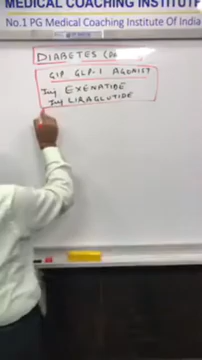 MEDICAL COACHING INSTITU
No.1 PG Medical Coaching Institute Of India
DIABETES
GIP GLP-1 AGONIST
Inj EXENATIDE
Inj LIRAGLUTIDE